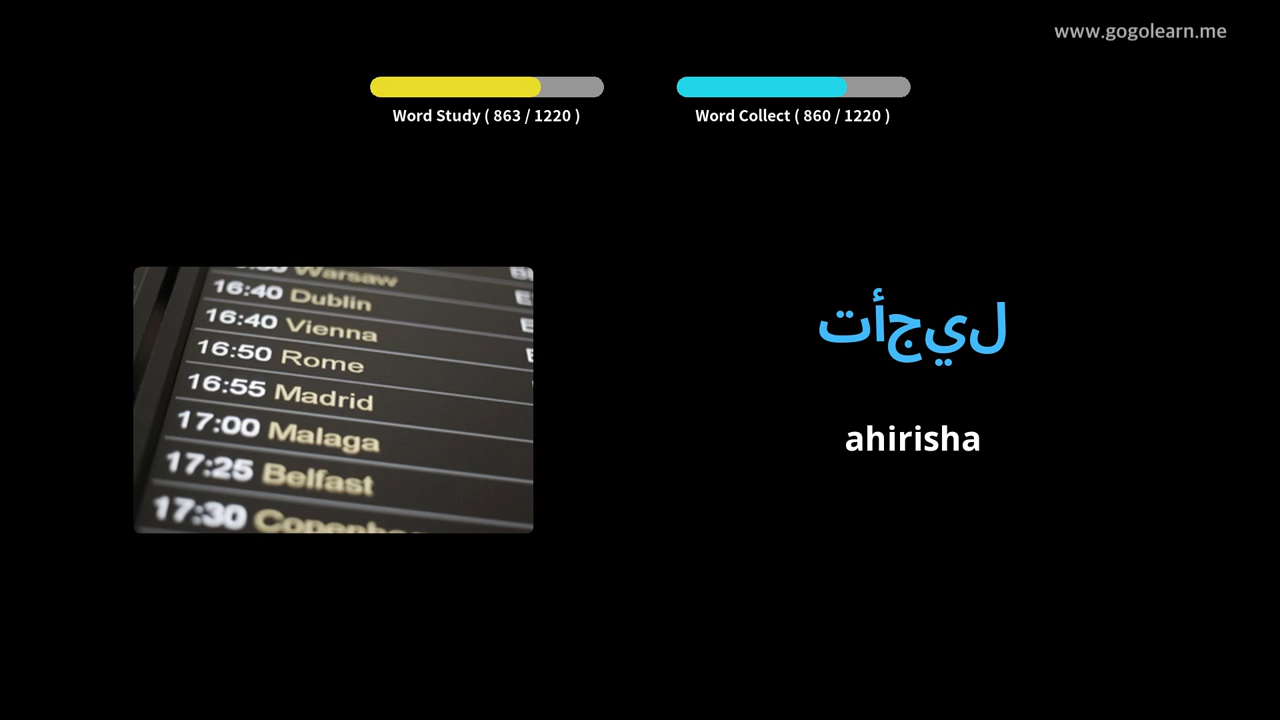 www.gogolearn.me
Word Study ( 863 / 1220 )
Word Collect ( 860 / 1220 )
Warsaw
16:40 Dublin
16:40 Vienna
16:50 Rome
16:55 Madrid
17:00 Malaga
17:25 Belfast
17:30
ليجأت
ahirisha